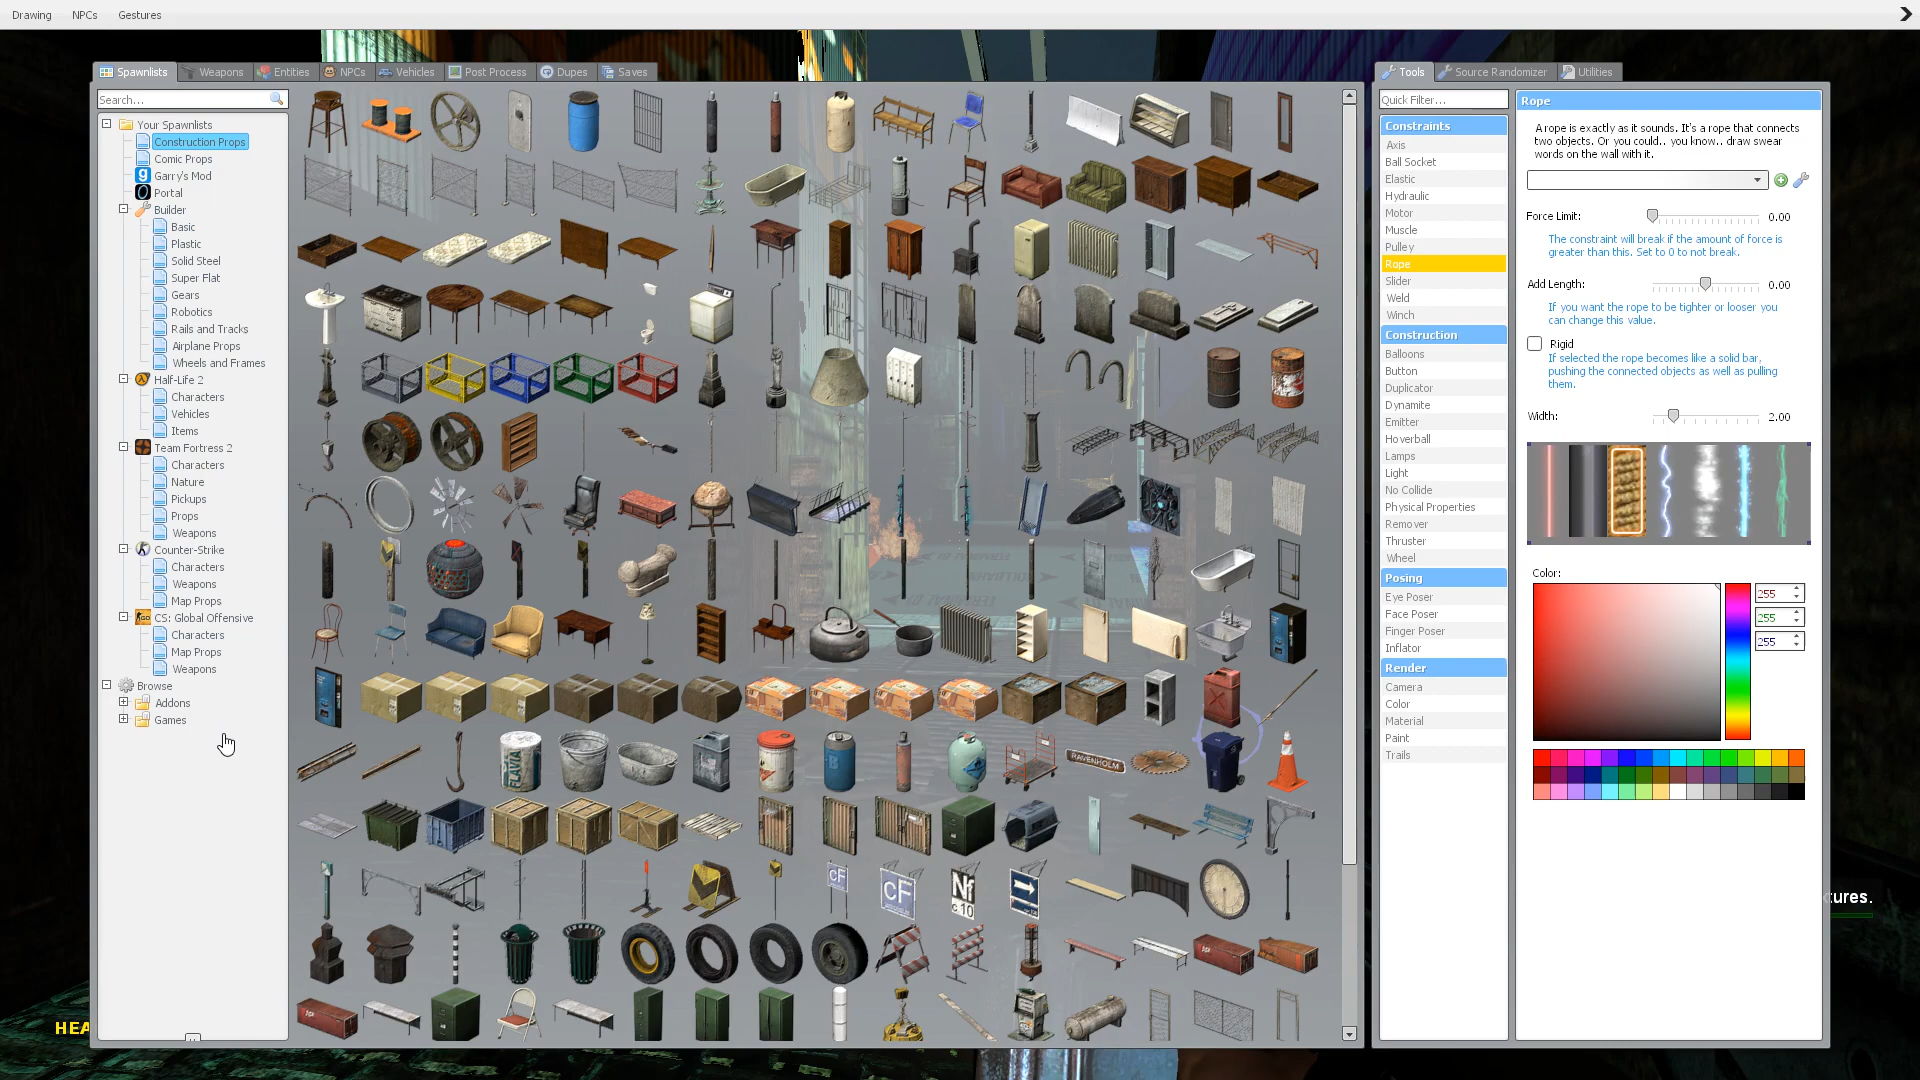 Drawing NPCs Gestures
Spawnlists Weapons Entities NPCs Vehicles Post Process Dupes Saves
Search...
Your Spawnlists
Construction Props
Comic Props
Garry's Mod
Portal
Builder
Basic
Plastic
Solid Steel
Super Flat
Gears
Robotics
Rails and Tracks
Airplane Props
Wheels and Frames
Half-Life 2
Characters
Vehicles
Items
Team Fortress 2
Characters
Nature
Pickups
Props
Weapons
Counter-Strike
Characters
Weapons
Map Props
CS: Global Offensive
Characters
Map Props
Weapons
Browse
Addons
Games
RAVENHOLM
cF
cF
Nf
c 10
HEA
Tools Source Randomizer Utilities
Quick Filter...
Constraints
Axis
Ball Socket
Elastic
Hydraulic
Motor
Muscle
Pulley
Rope
Slider
Weld
Winch
Construction
Balloons
Button
Duplicator
Dynamite
Emitter
Hoverball
Lamps
Light
No Collide
Physical Properties
Remover
Thruster
Wheel
Posing
Eye Poser
Face Poser
Finger Poser
Inflator
Render
Camera
Color
Material
Paint
Trails
Rope
A rope is exactly as it sounds. It's a rope that connects
two objects. Or you could.. you know.. draw swear
words on the wall with it.
Force Limit: 0.00
The constraint will break if the amount of force is
greater than this. Set to 0 to not break.
Add Length: 0.00
If you want the rope to be tighter or looser you
can change this value.
Rigid
If selected the rope becomes like a solid bar,
pushing the connected objects as well as pulling
them.
Width: 2.00
Color:
255
255
255
tures.